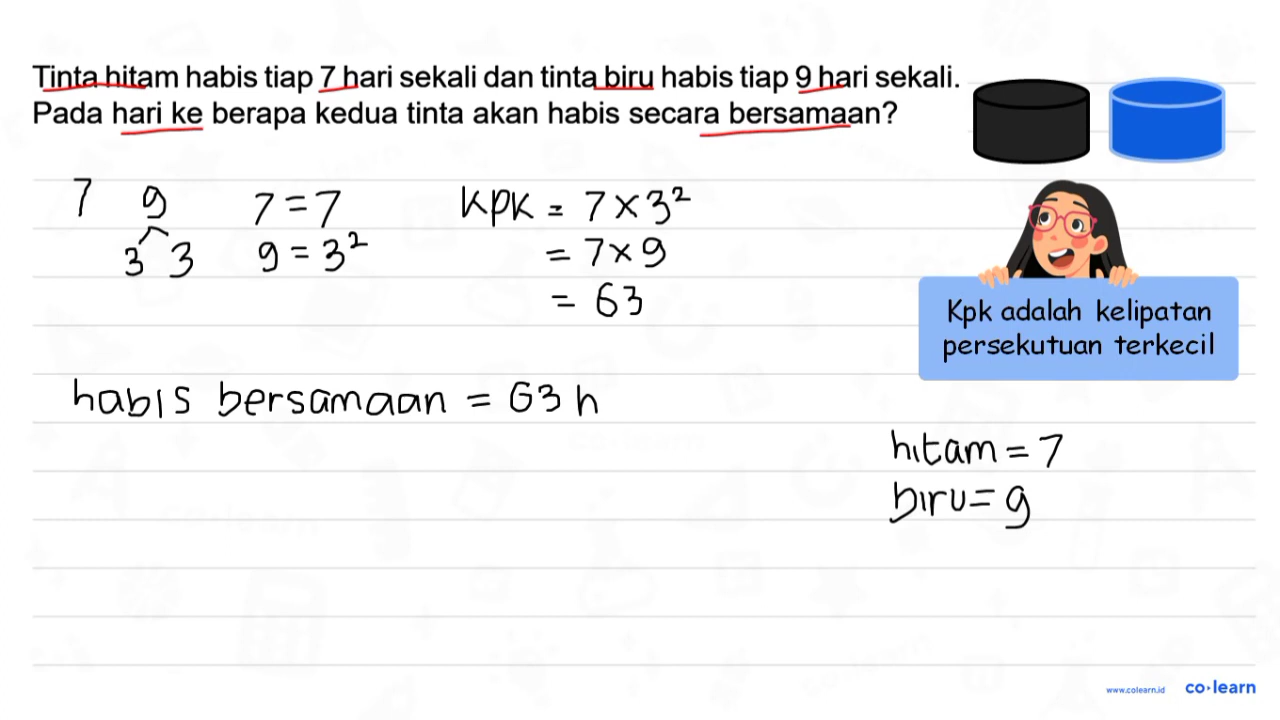 Tinta hitam habis tiap 7 hari sekali dan tinta biru habis tiap 9 hari sekali.
Pada hari ke berapa kedua tinta akan habis secara bersamaan?
7 9
3 3
7 = 7
9 = 3²
KPK = 7 × 3²
= 7 × 9
= 63
Kpk adalah kelipatan
persekutuan terkecil
habis bersamaan = 63 h
hitam = 7
biru = 9
www.colearn.id co·learn